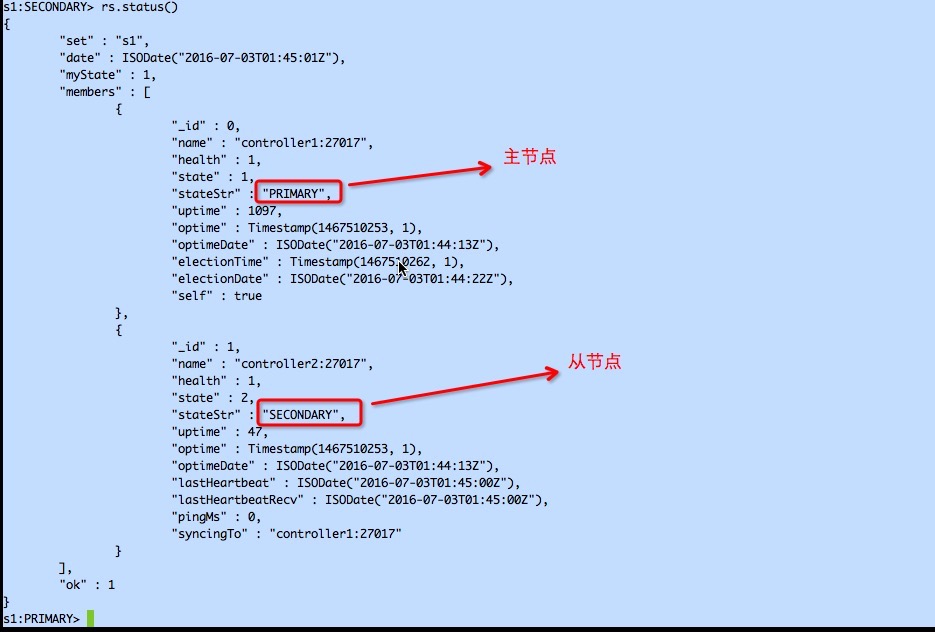 s1:SECONDARY> rs.status()
{
"set" : "s1",
"date" : ISODate("2016-07-03T01:45:01Z"),
"myState" : 1,
"members" : [
{
"_id" : 0,
"name" : "controller1:27017",
"health" : 1,
"state" : 1,
"stateStr" : "PRIMARY",
主节点
"uptime" : 1097,
"optime" : Timestamp(1467510253, 1),
"optimeDate" : ISODate("2016-07-03T01:44:13Z"),
"electionTime" : Timestamp(1467510262, 1),
"electionDate" : ISODate("2016-07-03T01:44:22Z"),
"self" : true
},
{
"_id" : 1,
"name" : "controller2:27017",
"health" : 1,
"state" : 2,
"stateStr" : "SECONDARY",
从节点
"uptime" : 47,
"optime" : Timestamp(1467510253, 1),
"optimeDate" : ISODate("2016-07-03T01:44:13Z"),
"lastHeartbeat" : ISODate("2016-07-03T01:45:00Z"),
"lastHeartbeatRecv" : ISODate("2016-07-03T01:45:00Z"),
"pingMs" : 0,
"syncingTo" : "controller1:27017"
}
],
"ok" : 1
}
s1:PRIMARY>